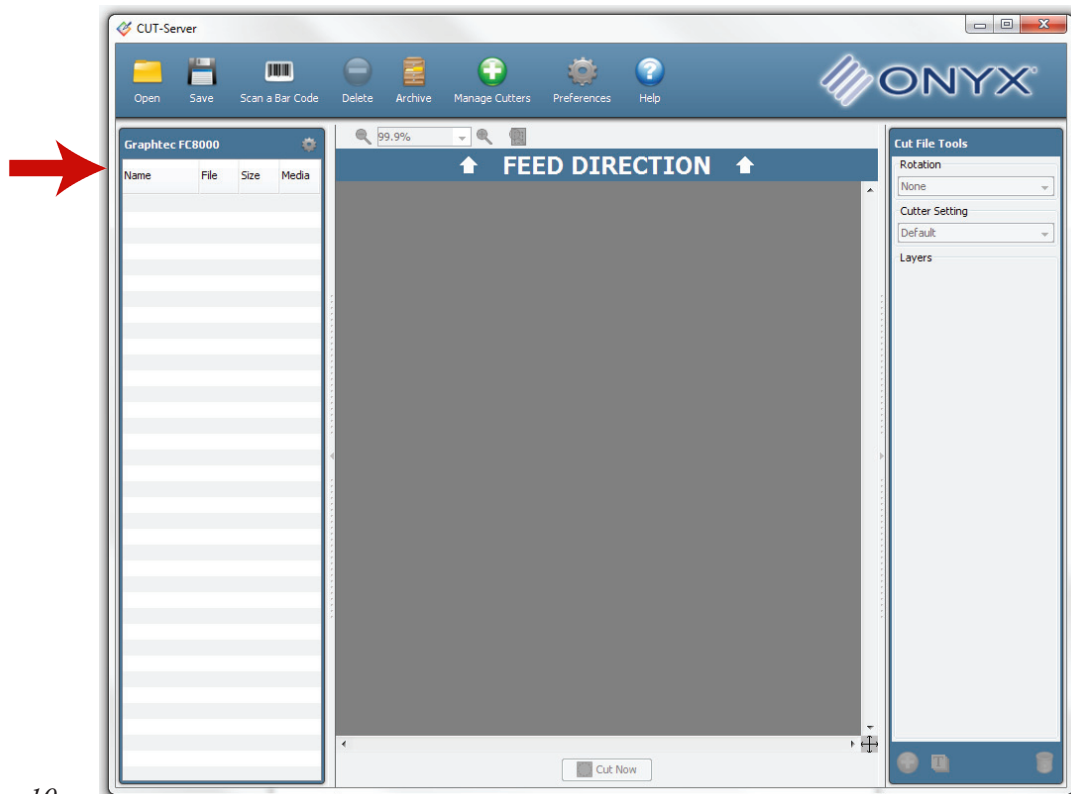 CUT-Server
Open Save Scan a Bar Code Delete Archive Manage Cutters Preferences Help
ONYX
Graphtec FC8000
Name File Size Media
99.9%
FEED DIRECTION
Cut Now
Cut File Tools
Rotation
None
Cutter Setting
Default
Layers